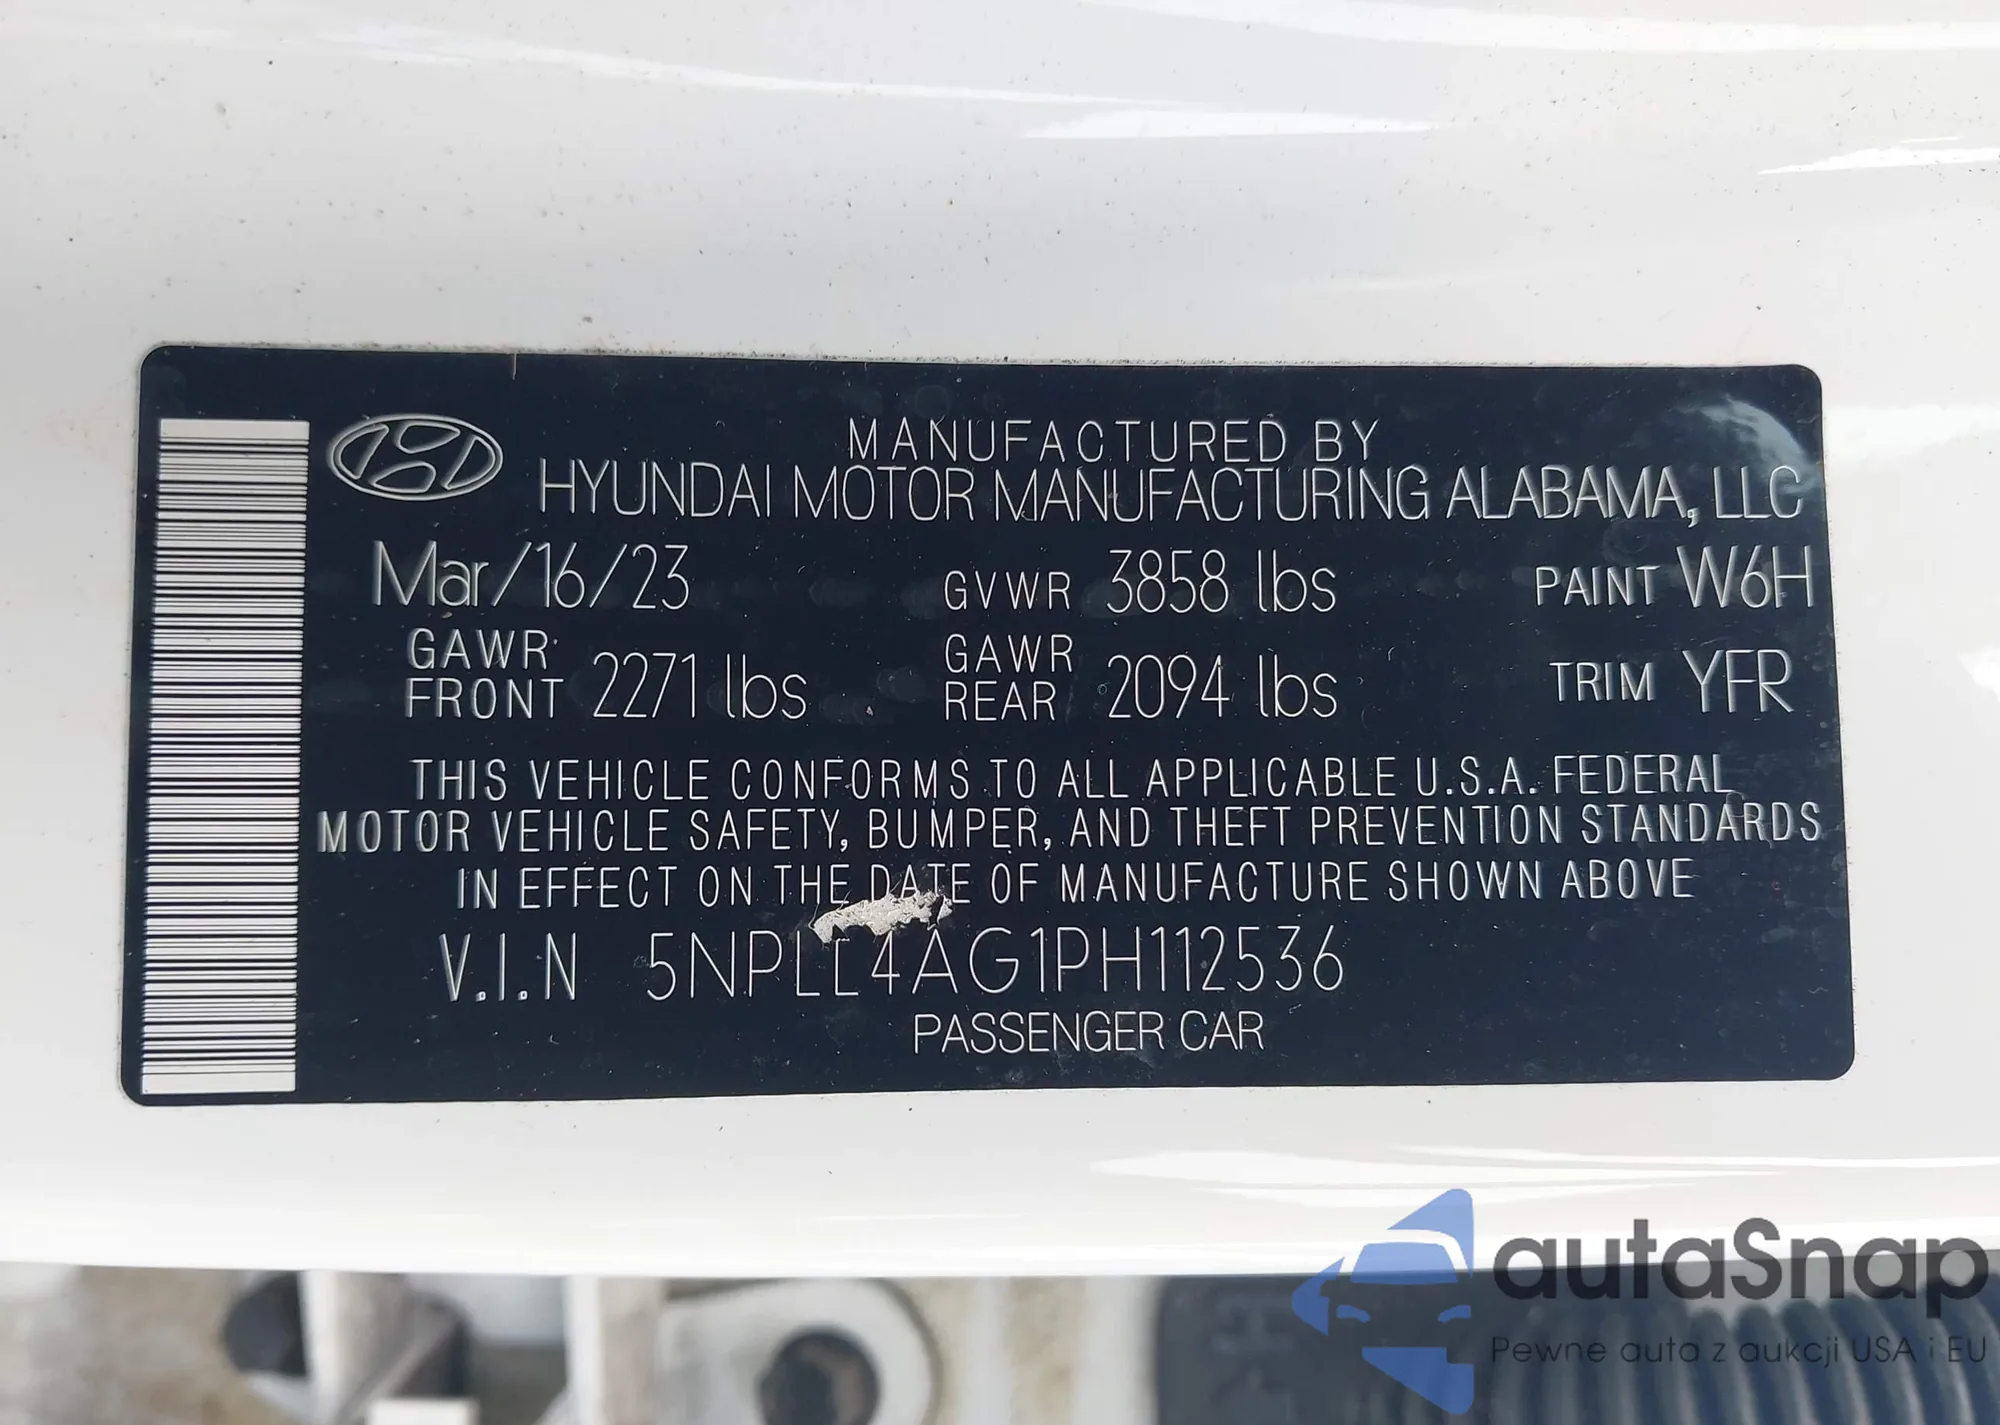 MANUFACTURED BY
HYUNDAI MOTOR MANUFACTURING ALABAMA, LLC
Mar/16/23 GVWR 3858 lbs PAINT W6H
GAWR FRONT 2271 lbs GAWR REAR 2094 lbs TRIM YFR
THIS VEHICLE CONFORMS TO ALL APPLICABLE U.S.A. FEDERAL
MOTOR VEHICLE SAFETY, BUMPER, AND THEFT PREVENTION STANDARDS
IN EFFECT ON THE DATE OF MANUFACTURE SHOWN ABOVE
V.I.N 5NPLL4AG1PH112536
PASSENGER CAR
autaSnap
Pewne auta z aukcji USA i EU